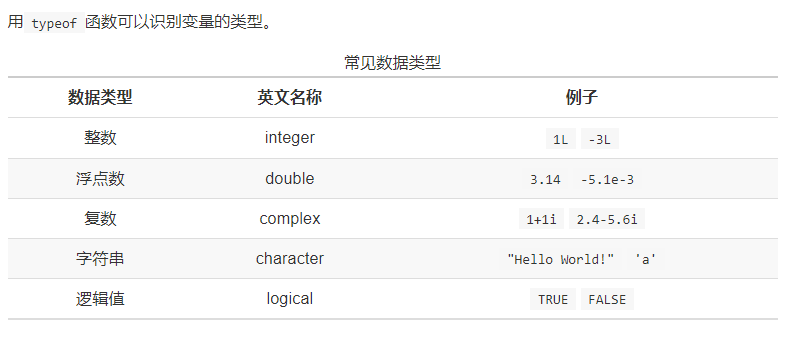 用 typeof 函数可以识别变量的类型。
常见数据类型
数据类型 英文名称 例子
整数 integer 1L -3L
浮点数 double 3.14 -5.1e-3
复数 complex 1+1i 2.4-5.6i
字符串 character "Hello World!" 'a'
逻辑值 logical TRUE FALSE